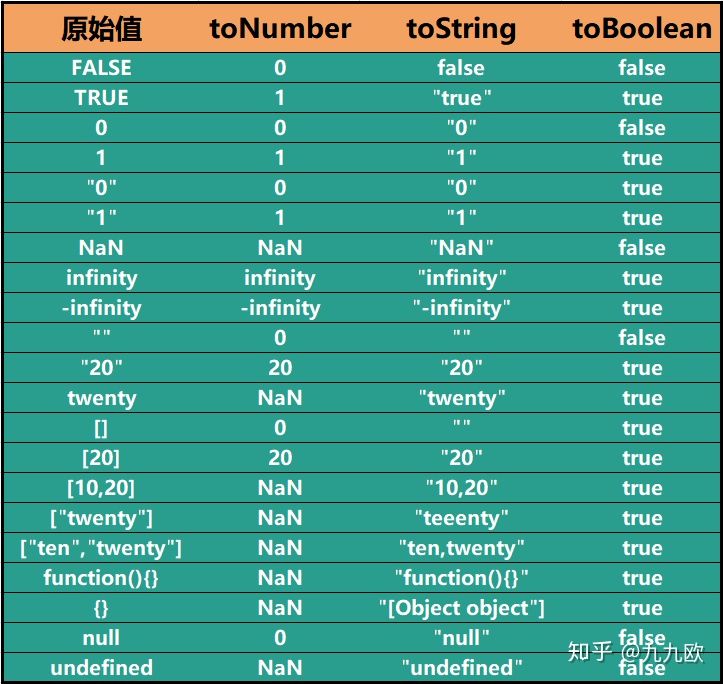 原始值 toNumber toString toBoolean
FALSE 0 false false
TRUE 1 "true" true
0 0 "0" false
1 1 "1" true
"0" 0 "0" true
"1" 1 "1" true
NaN NaN "NaN" false
infinity infinity "infinity" true
-infinity -infinity "-infinity" true
"" 0 "" false
"20" 20 "20" true
twenty NaN "twenty" true
[] 0 "" true
[20] 20 "20" true
[10,20] NaN "10,20" true
["twenty"] NaN "teeenty" true
["ten","twenty"] NaN "ten,twenty" true
function(){} NaN "function(){}" true
{} NaN "[Object object"] true
null 0 "null" false
undefined NaN "undefined" false
知乎 @九九欧